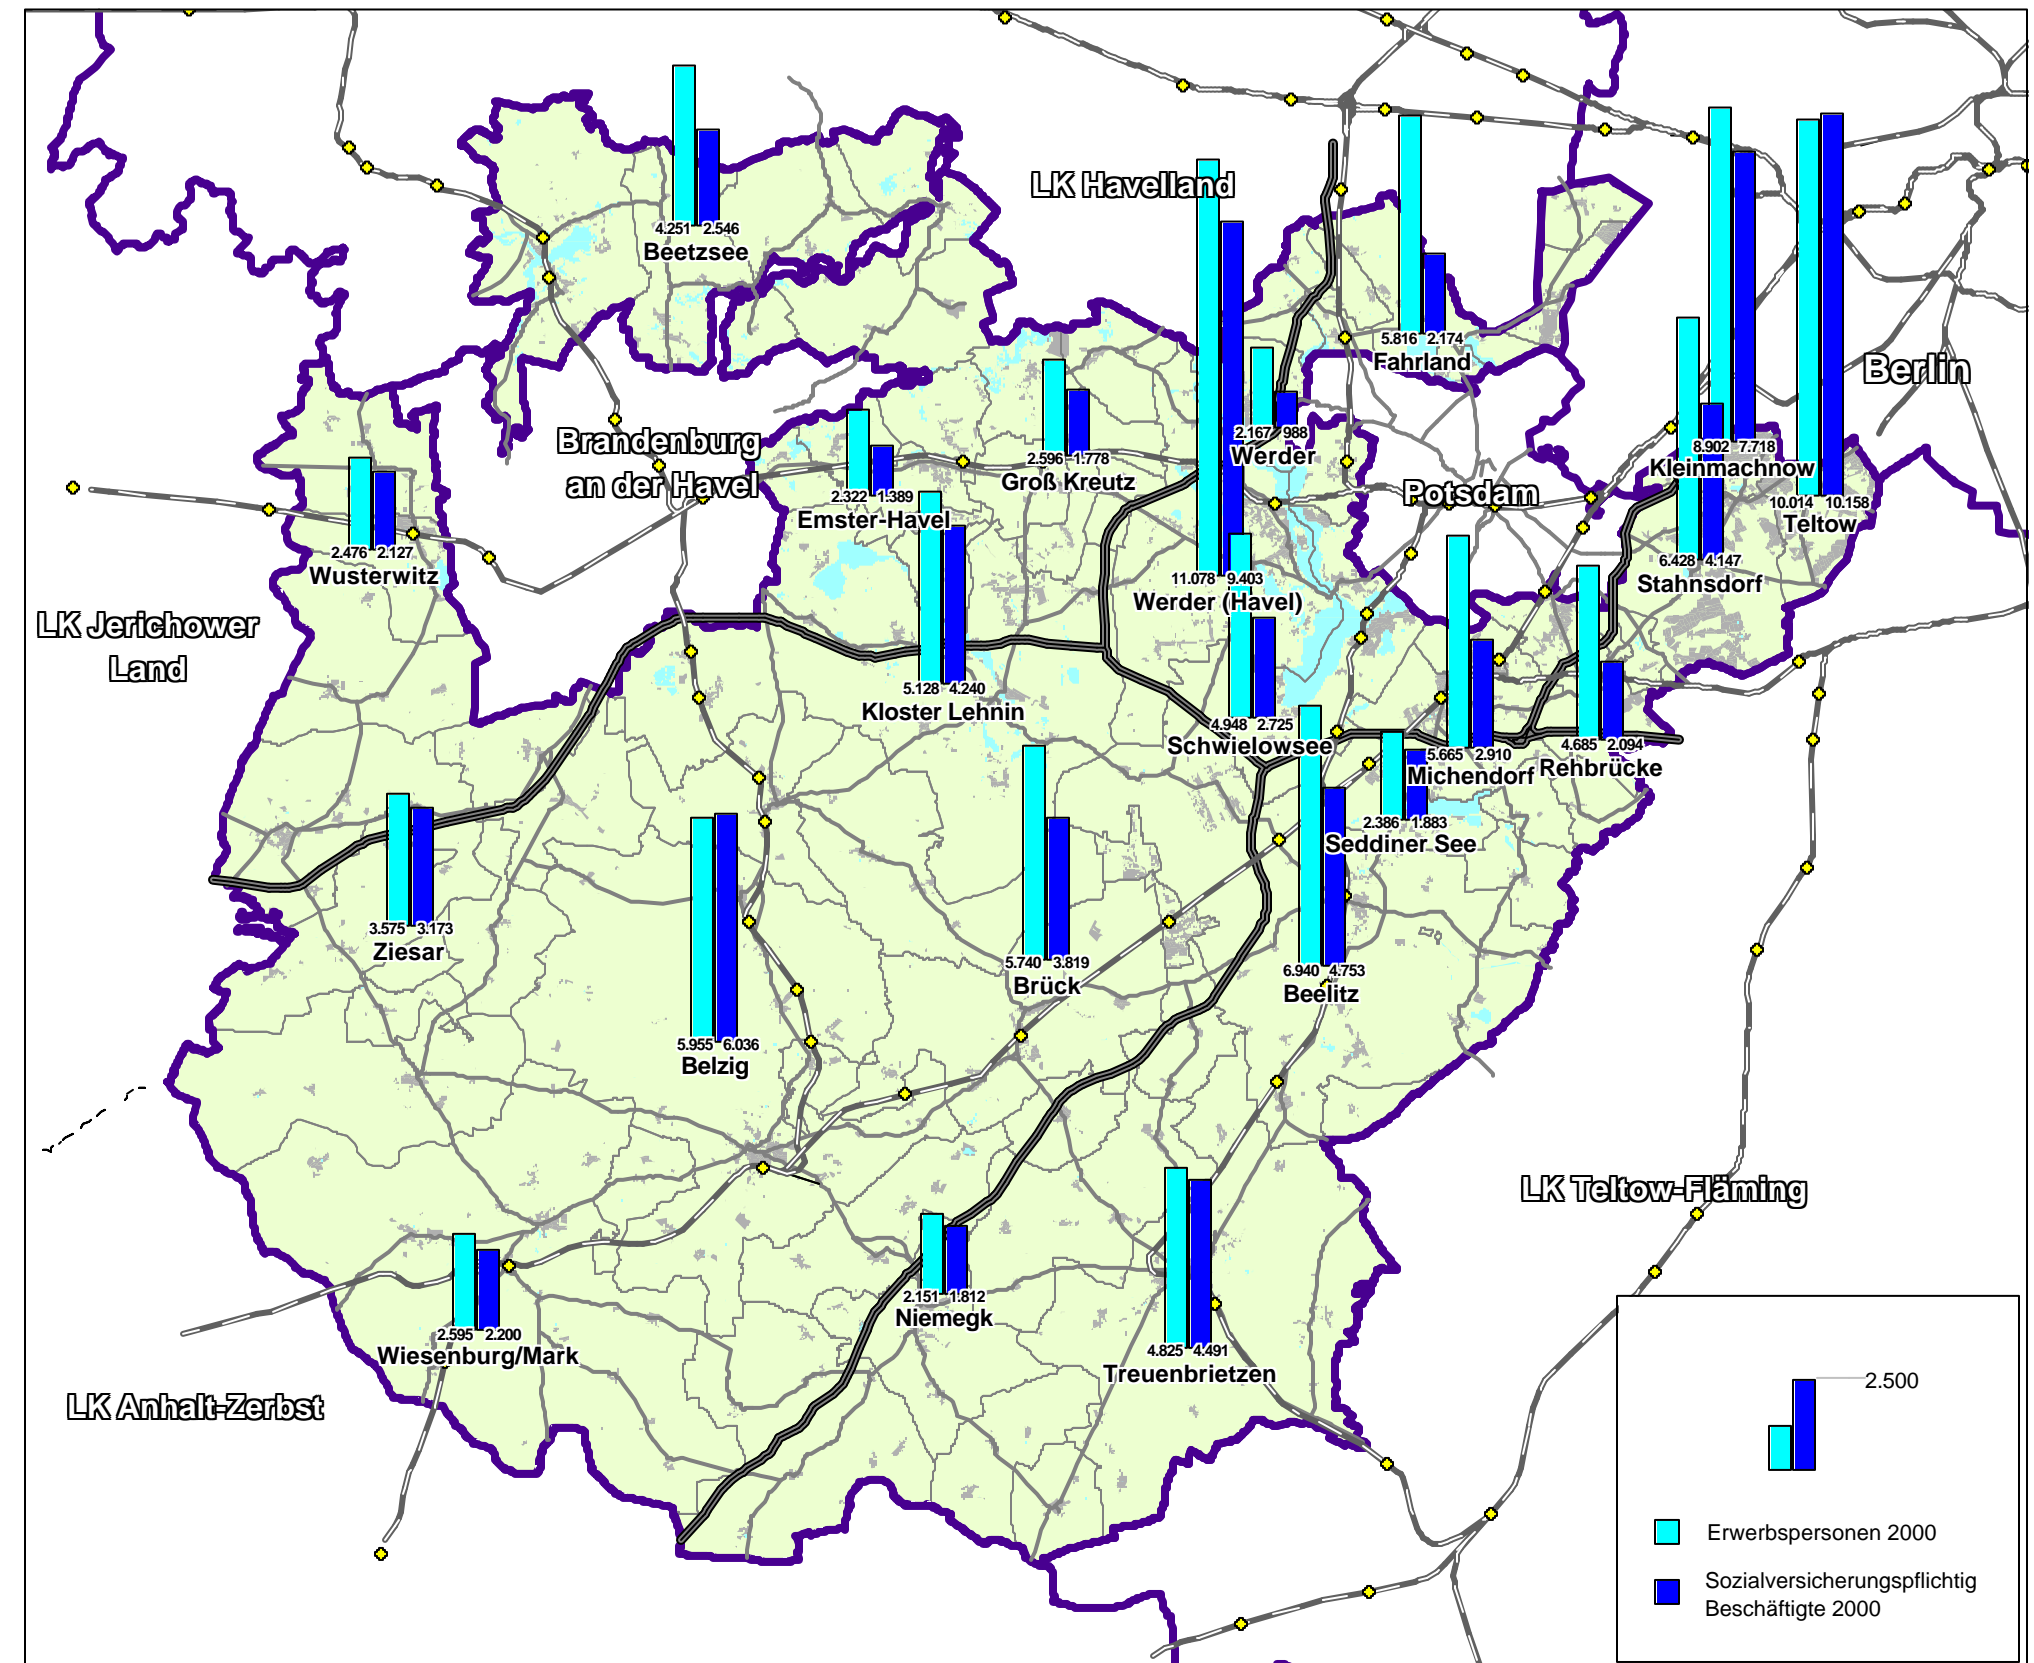 4.251 2.546
Beetzsee
LK Havelland
5.816 2.174
Fahrland
Berlin
2.167 988
Werder
8.902 7.718
Kleinmachnow
Brandenburg
an der Havel
2.596 1.778
Groß Kreutz
2.322 1.389
Emster-Havel
Potsdam
10.014 10.158
Teltow
2.476 2.127
Wusterwitz
11.078 9.403
Werder (Havel)
6.428 4.147
Stahnsdorf
LK Jerichower
Land
5.128 4.240
Kloster Lehnin
4.948 2.725
Schwielowsee
5.665 2.910
Michendorf
4.685 2.094
Rehbrücke
2.386 1.883
Seddiner See
3.575 3.173
Ziesar
5.740 3.819
Brück
6.940 4.753
Beelitz
5.955 6.036
Belzig
LK Teltow-Fläming
2.151 1.812
Niemegk
2.595 2.200
Wiesenburg/Mark
4.825 4.491
Treuenbrietzen
LK Anhalt-Zerbst
2.500
Erwerbspersonen 2000
Sozialversicherungspflichtig
Beschäftigte 2000